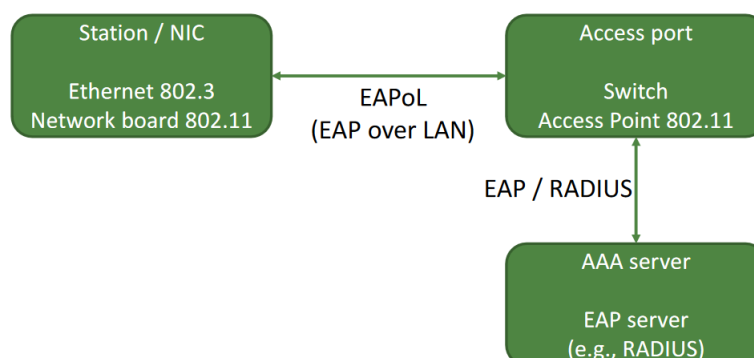 Station / NIC
Ethernet 802.3
Network board 802.11
EAPoL
(EAP over LAN)
Access port
Switch
Access Point 802.11
EAP / RADIUS
AAA server
EAP server
(e.g., RADIUS)